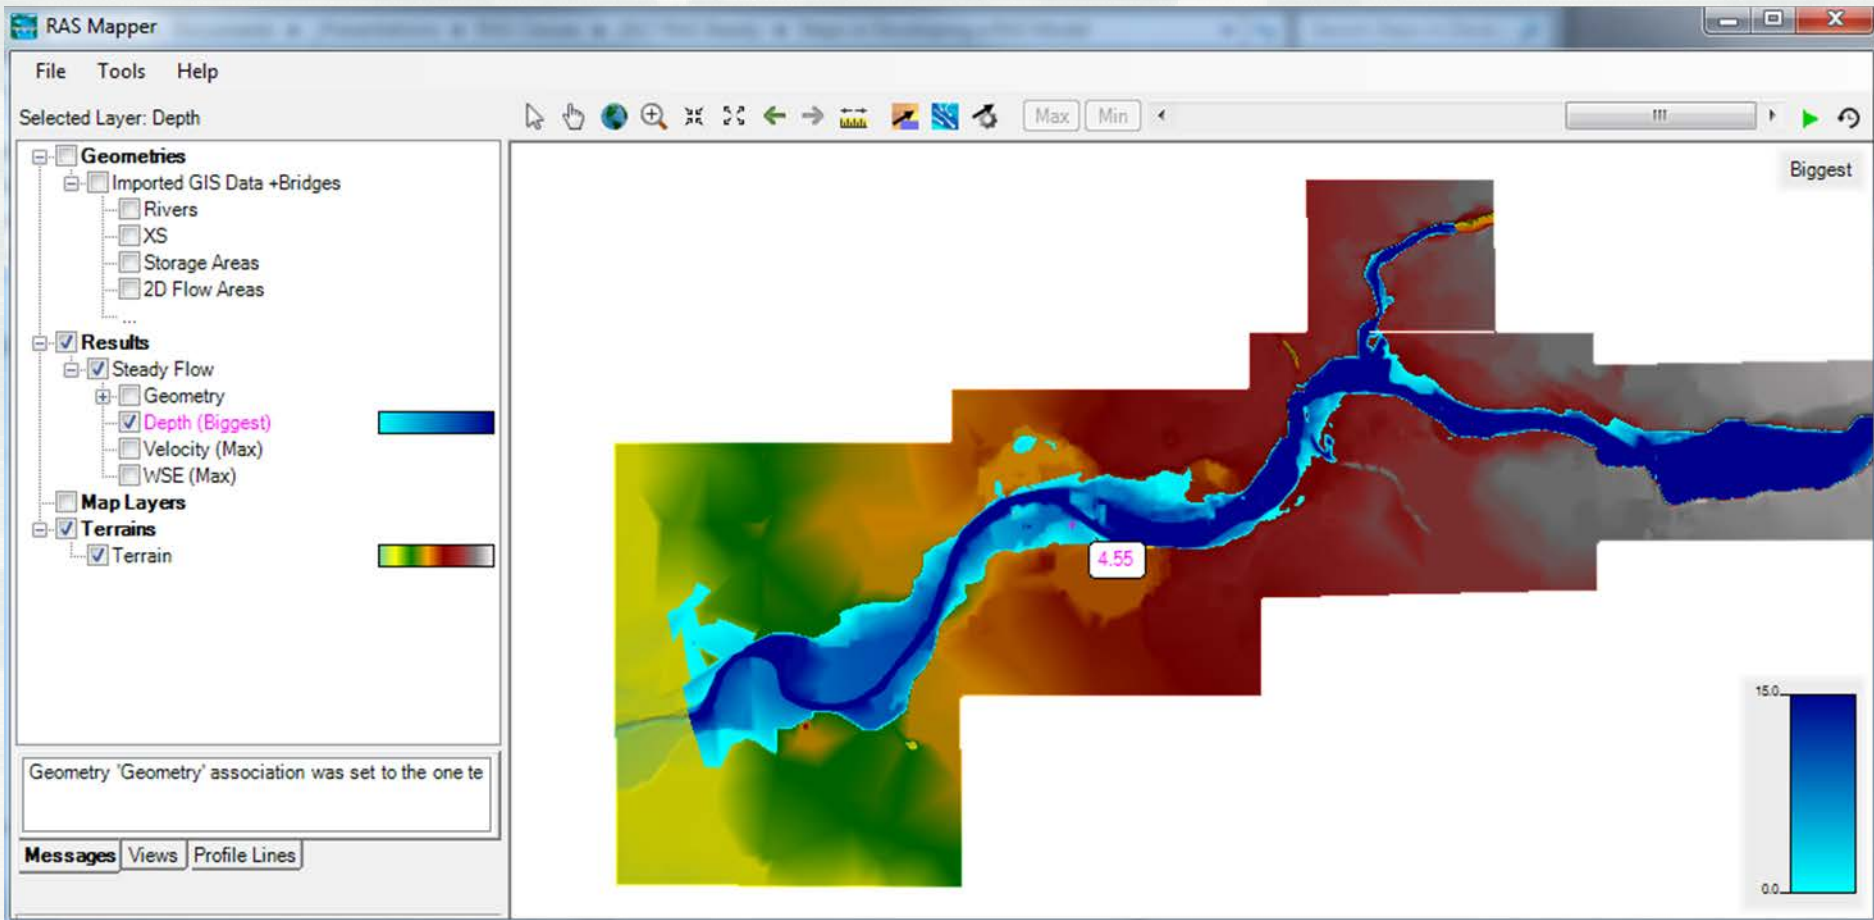 RAS Mapper
File Tools Help
Selected Layer: Depth
Max Min
Geometries
Imported GIS Data +Bridges
Rivers
XS
Storage Areas
2D Flow Areas
...
Results
Steady Flow
Geometry
Depth (Biggest)
Velocity (Max)
WSE (Max)
Map Layers
Terrains
Terrain
Geometry 'Geometry' association was set to the one te
Messages Views Profile Lines
Biggest
4.55
15.0
0.0